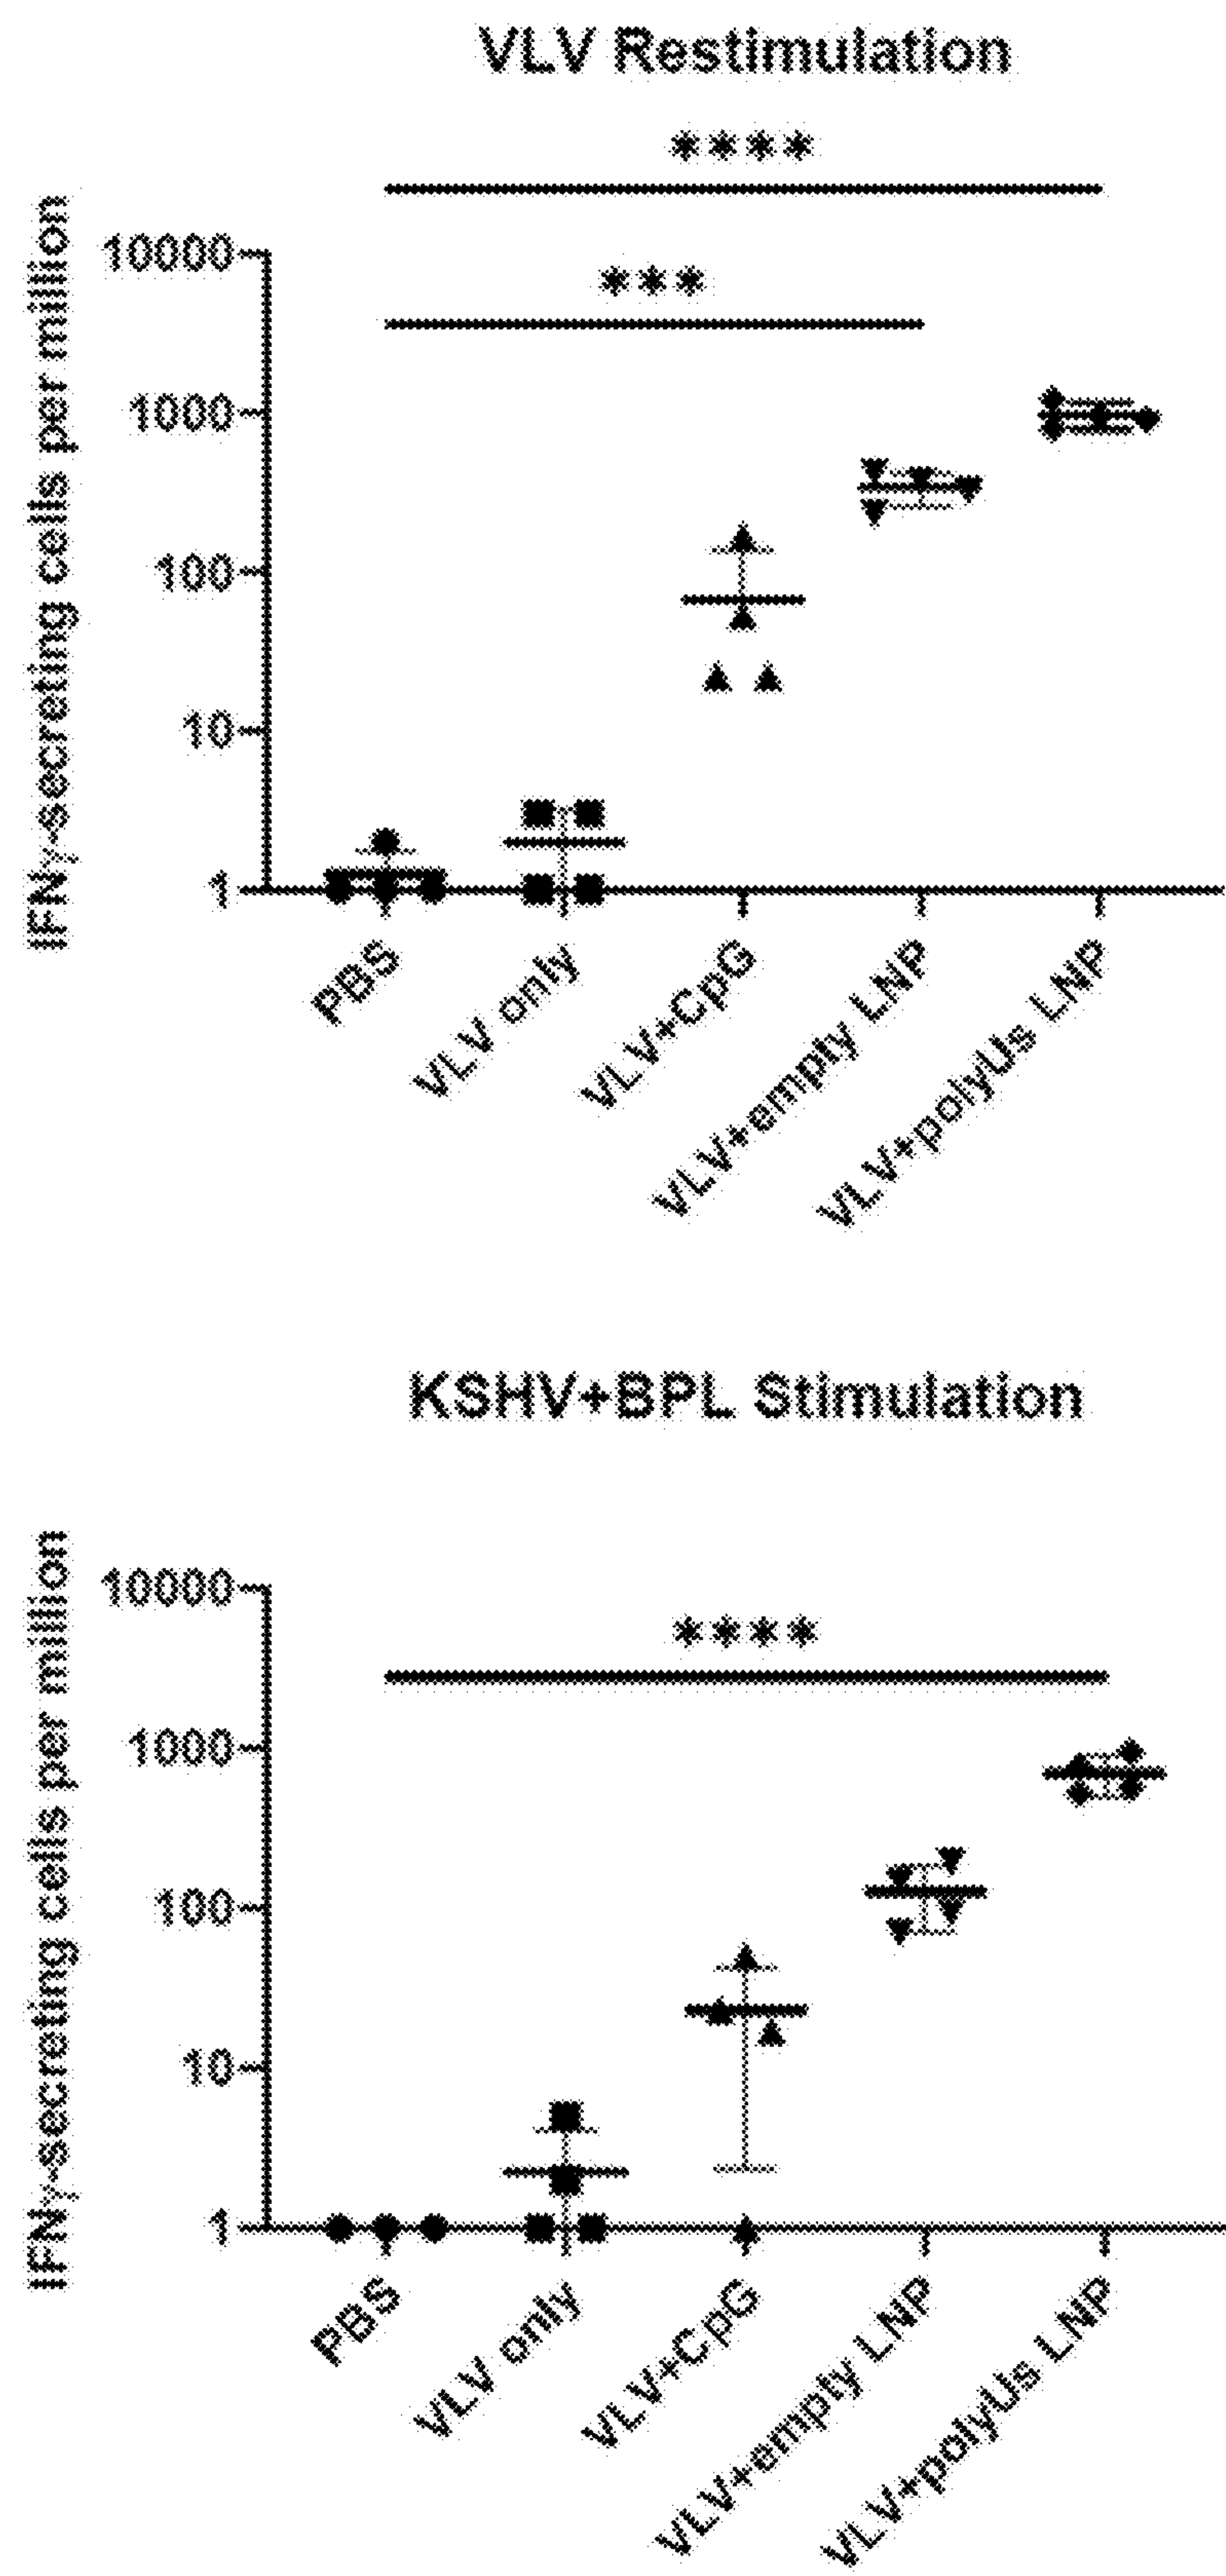 VLV Restimulation
****
***
IFNγ-secreting cells per million
10000
1000
100
10
1
PBS
VLV only
VLV+CpG
VLV+empty LNP
VLV+polyUs LNP
KSHV+BPL Stimulation
****
IFNγ-secreting cells per million
10000
1000
100
10
1
PBS
VLV only
VLV+CpG
VLV+empty LNP
VLV+polyUs LNP